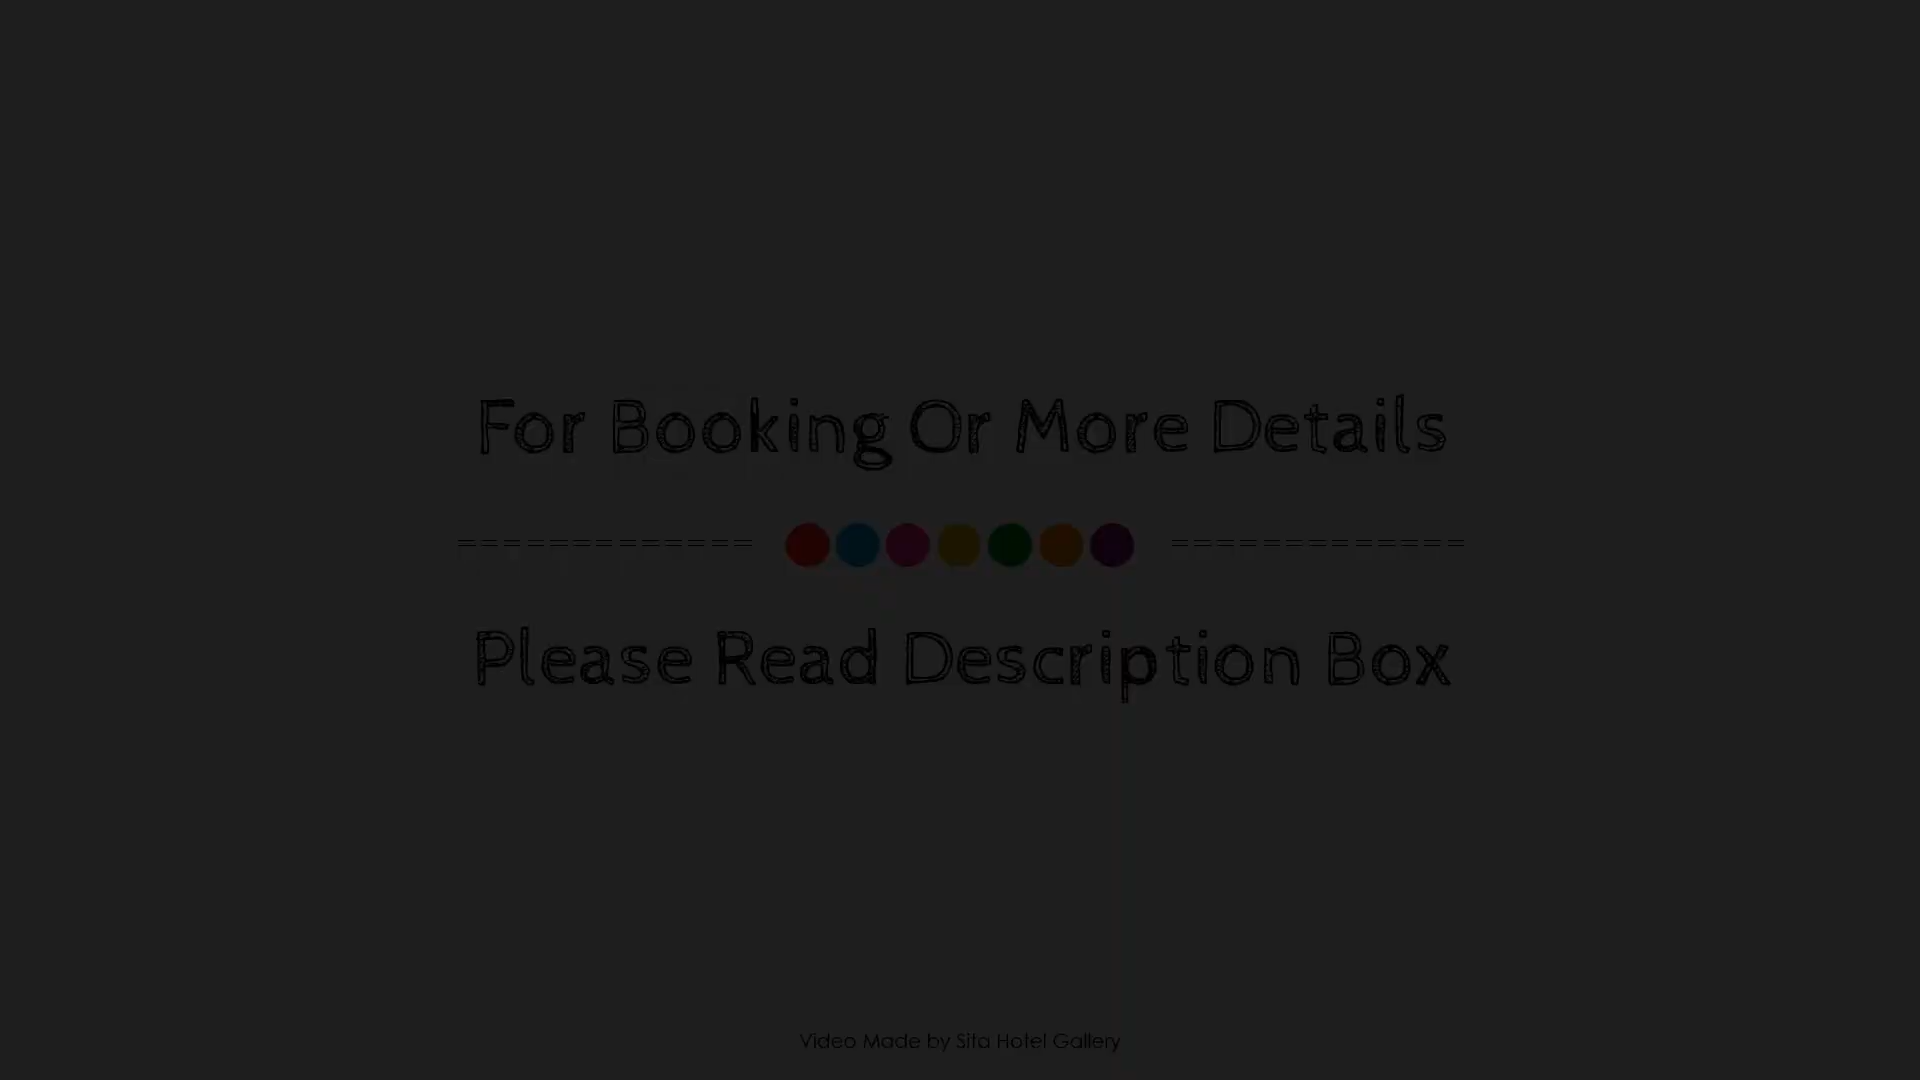 For Booking Or More Details
============= =============
Please Read Description Box
Video Made by Sita Hotel Gallery